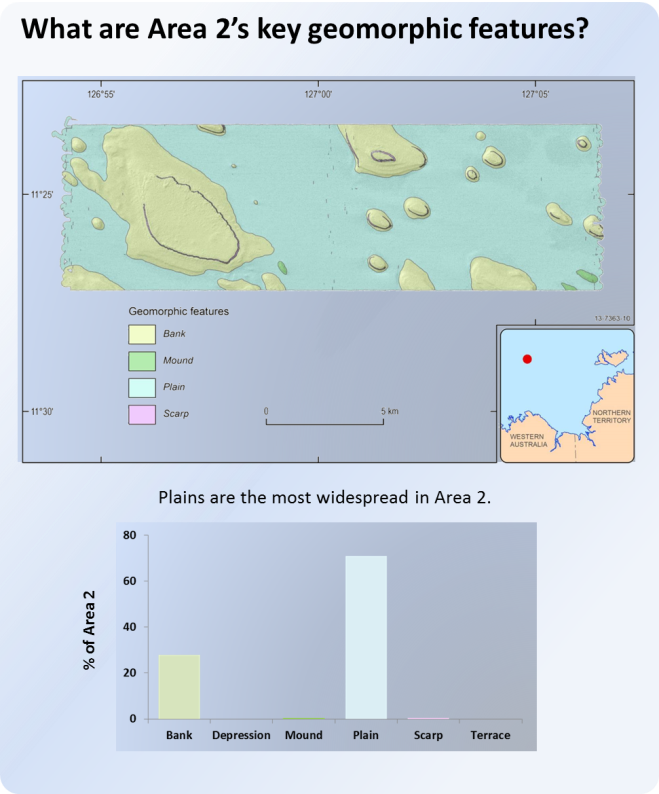 What are Area 2’s key geomorphic features?
126°55'
127°00'
127°05'
11°25'
11°30'
Geomorphic features
Bank
Mound
Plain
Scarp
0
5 km
13-7363-10
NORTHERN
TERRITORY
WESTERN
AUSTRALIA
Plains are the most widespread in Area 2.
% of Area 2
80
60
40
20
0
Bank Depression Mound Plain Scarp Terrace